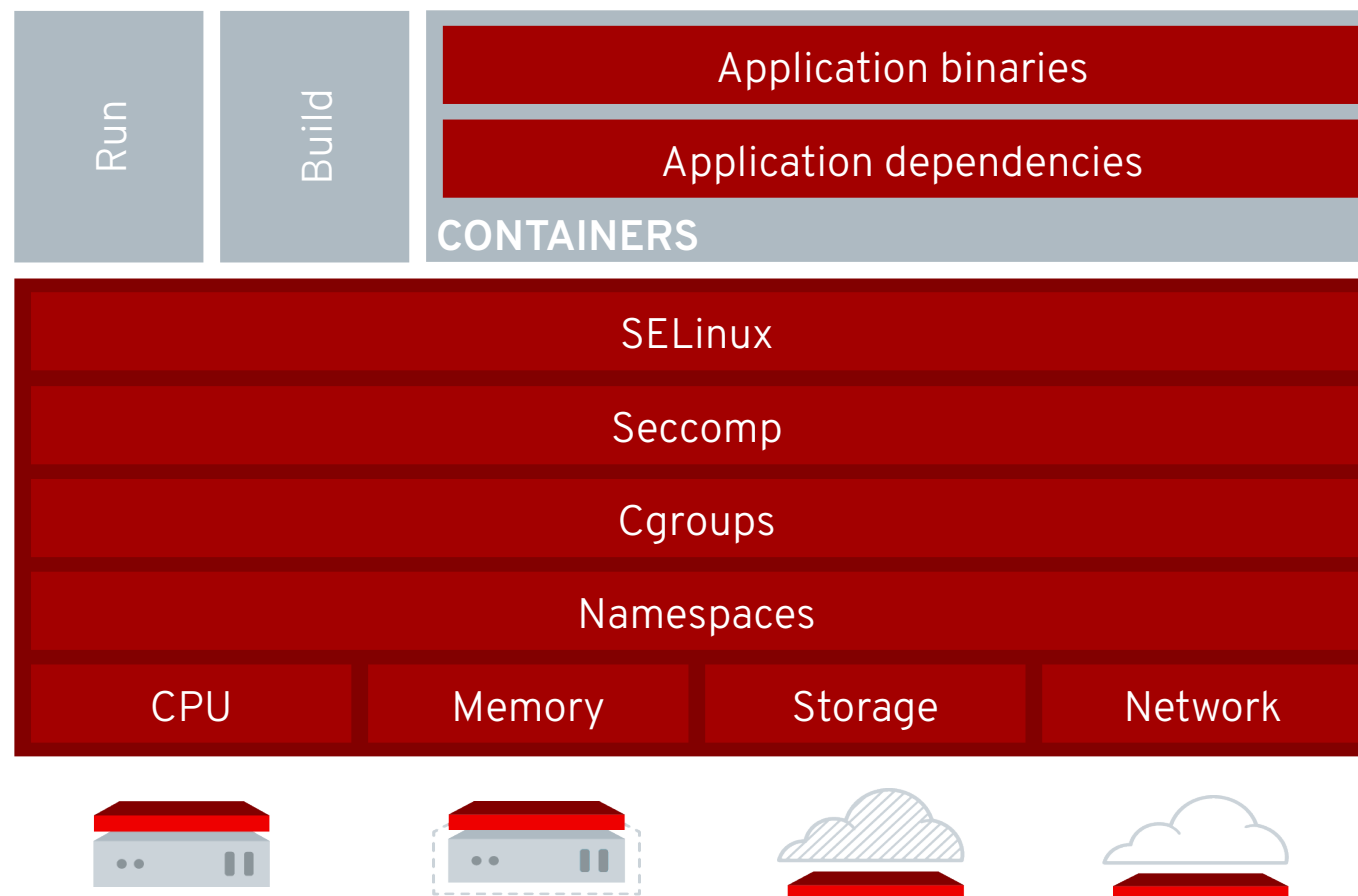 Run
Build
Application binaries
Application dependencies
CONTAINERS
SELinux
Seccomp
Cgroups
Namespaces
CPU
Memory
Storage
Network